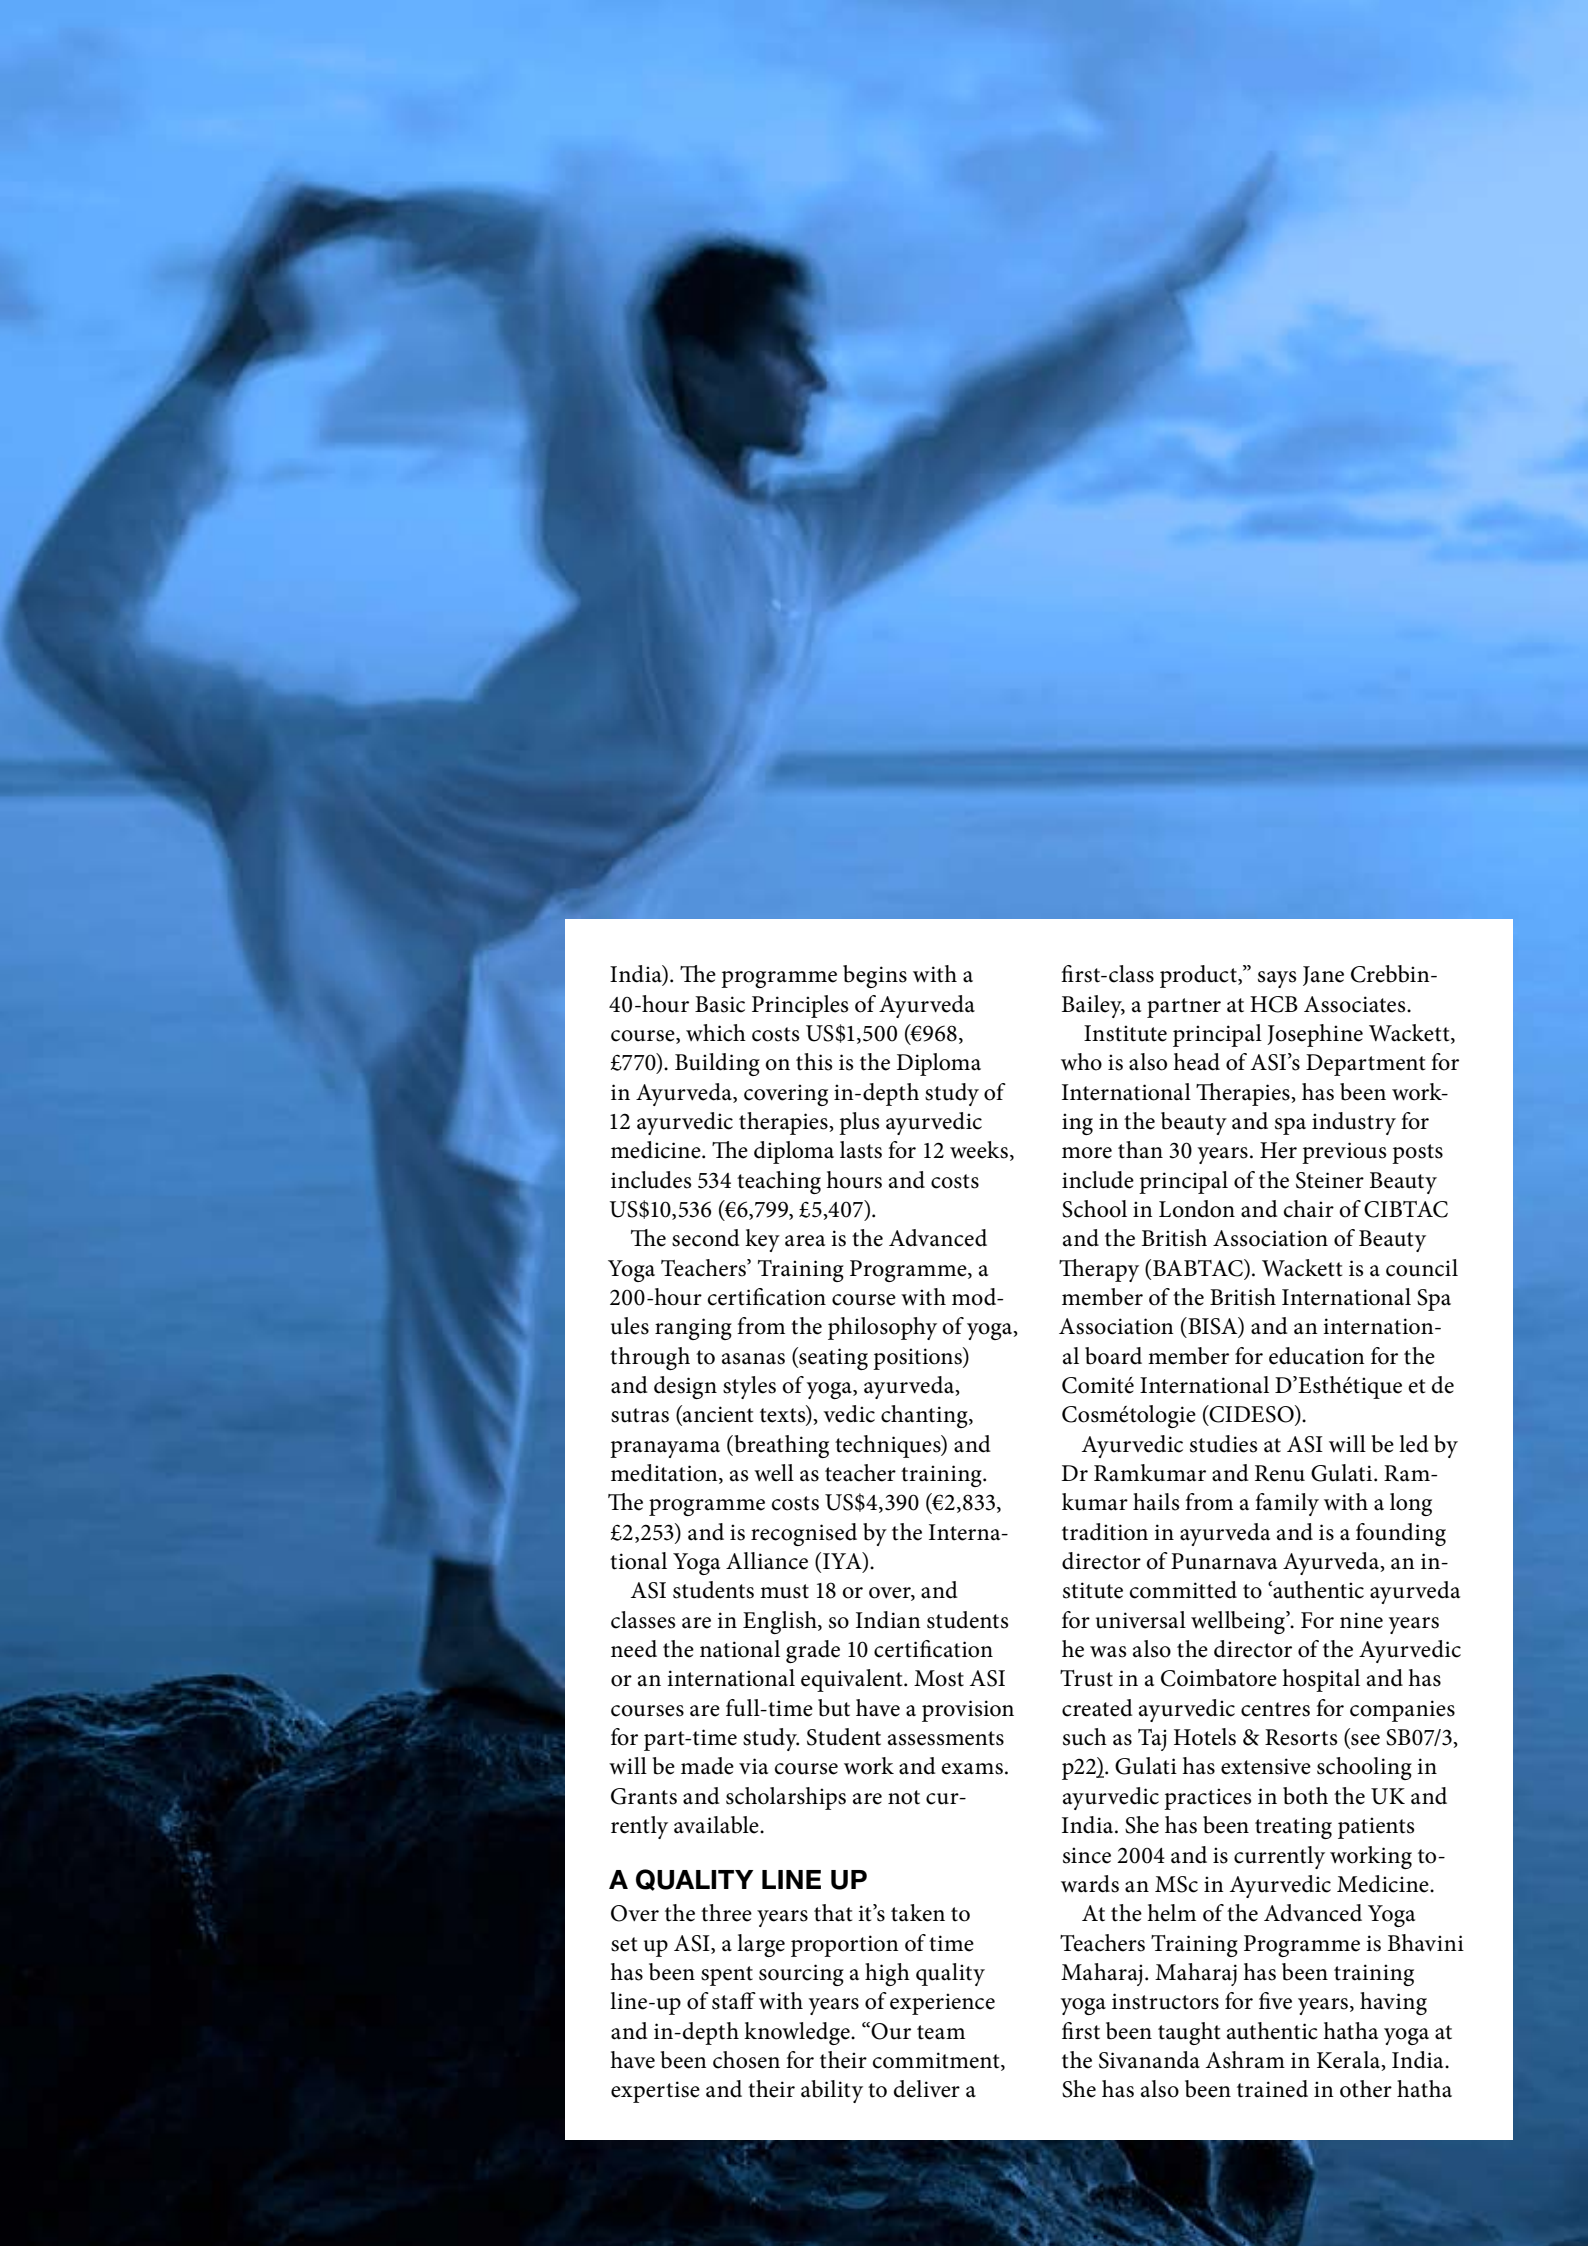 India). The programme begins with a
40-hour Basic Principles of Ayurveda
course, which costs US$1,500 (€968,
£770). Building on this is the Diploma
in Ayurveda, covering in-depth study of
12 ayurvedic therapies, plus ayurvedic
medicine. The diploma lasts for 12 weeks,
includes 534 teaching hours and costs
US$10,536 (€6,799, £5,407).
The second key area is the Advanced
Yoga Teachers’ Training Programme, a
200-hour certification course with mod-
ules ranging from the philosophy of yoga,
through to asanas (seating positions)
and design styles of yoga, ayurveda,
sutras (ancient texts), vedic chanting,
pranayama (breathing techniques) and
meditation, as well as teacher training.
The programme costs US$4,390 (€2,833,
£2,253) and is recognised by the Interna-
tional Yoga Alliance (IYA).
ASI students must 18 or over, and
classes are in English, so Indian students
need the national grade 10 certification
or an international equivalent. Most ASI
courses are full-time but have a provision
for part-time study. Student assessments
will be made via course work and exams.
Grants and scholarships are not cur-
rently available.
A QUALITY LINE UP
Over the three years that it’s taken to
set up ASI, a large proportion of time
has been spent sourcing a high quality
line-up of staff with years of experience
and in-depth knowledge. “Our team
have been chosen for their commitment,
expertise and their ability to deliver a
first-class product,” says Jane Crebbin-
Bailey, a partner at HCB Associates.
Institute principal Josephine Wackett,
who is also head of ASI’s Department for
International Therapies, has been work-
ing in the beauty and spa industry for
more than 30 years. Her previous posts
include principal of the Steiner Beauty
School in London and chair of CIBTAC
and the British Association of Beauty
Therapy (BABTAC). Wackett is a council
member of the British International Spa
Association (BISA) and an internation-
al board member for education for the
Comité International D’Esthétique et de
Cosmétologie (CIDESO).
Ayurvedic studies at ASI will be led by
Dr Ramkumar and Renu Gulati. Ram-
kumar hails from a family with a long
tradition in ayurveda and is a founding
director of Punarnava Ayurveda, an in-
stitute committed to ‘authentic ayurveda
for universal wellbeing’. For nine years
he was also the director of the Ayurvedic
Trust in a Coimbatore hospital and has
created ayurvedic centres for companies
such as Taj Hotels & Resorts (see SB07/3,
p22). Gulati has extensive schooling in
ayurvedic practices in both the UK and
India. She has been treating patients
since 2004 and is currently working to-
wards an MSc in Ayurvedic Medicine.
At the helm of the Advanced Yoga
Teachers Training Programme is Bhavini
Maharaj. Maharaj has been training
yoga instructors for five years, having
first been taught authentic hatha yoga at
the Sivananda Ashram in Kerala, India.
She has also been trained in other hatha